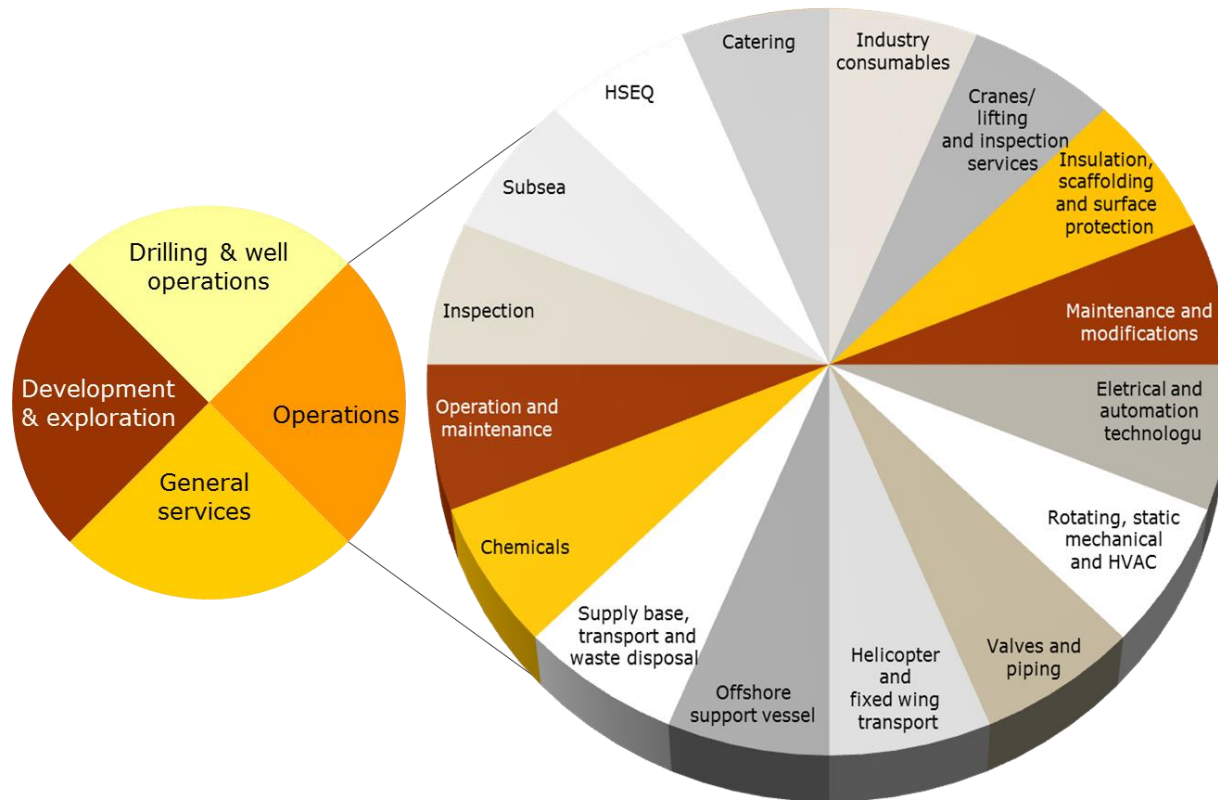 Drilling & well
operations
Development
& exploration
Operations
General
services
Catering
Industry
consumables
Cranes/
lifting
and inspection
services
Insulation,
scaffolding
and surface
protection
Maintenance and
modifications
Eletrical and
automation
technologu
Rotating, static
mechanical
and HVAC
Valves and
piping
Helicopter
and
fixed wing
transport
Offshore
support vessel
Supply base,
transport and
waste disposal
Chemicals
Operation and
maintenance
Inspection
Subsea
HSEQ